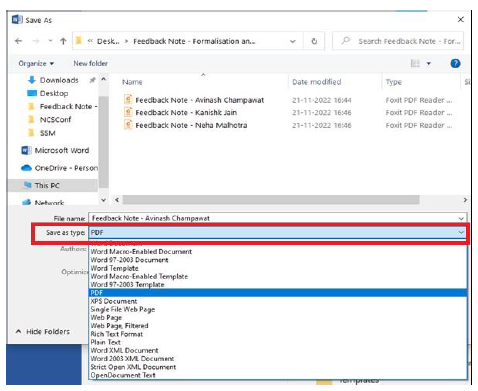 Save As
« Desk... > Feedback Note - Formalisation an...
Search Feedback Note - For...
Organize
New folder
Downloads
Desktop
Feedback Note -
NCSConf
SSM
Microsoft Word
OneDrive - Person
This PC
Network
Name
Date modified
Type
Si
Feedback Note - Avinash Champawat
21-11-2022 16:44
Foxit PDF Reader ...
Feedback Note - Kanishk Jain
21-11-2022 16:46
Foxit PDF Reader ...
Feedback Note - Neha Malhotra
21-11-2022 16:46
Foxit PDF Reader ...
File name: Feedback Note - Avinash Champawat
Save as type: PDF
Authors
Optimiz
Word Document
Word Macro-Enabled Document
Word 97-2003 Document
Word Template
Word Macro-Enabled Template
Word 97-2003 Template
PDF
XPS Document
Single File Web Page
Web Page
Web Page, Filtered
Rich Text Format
Plain Text
Word XML Document
Word 2003 XML Document
Strict Open XML Document
OpenDocument Text
Hide Folders
Templates